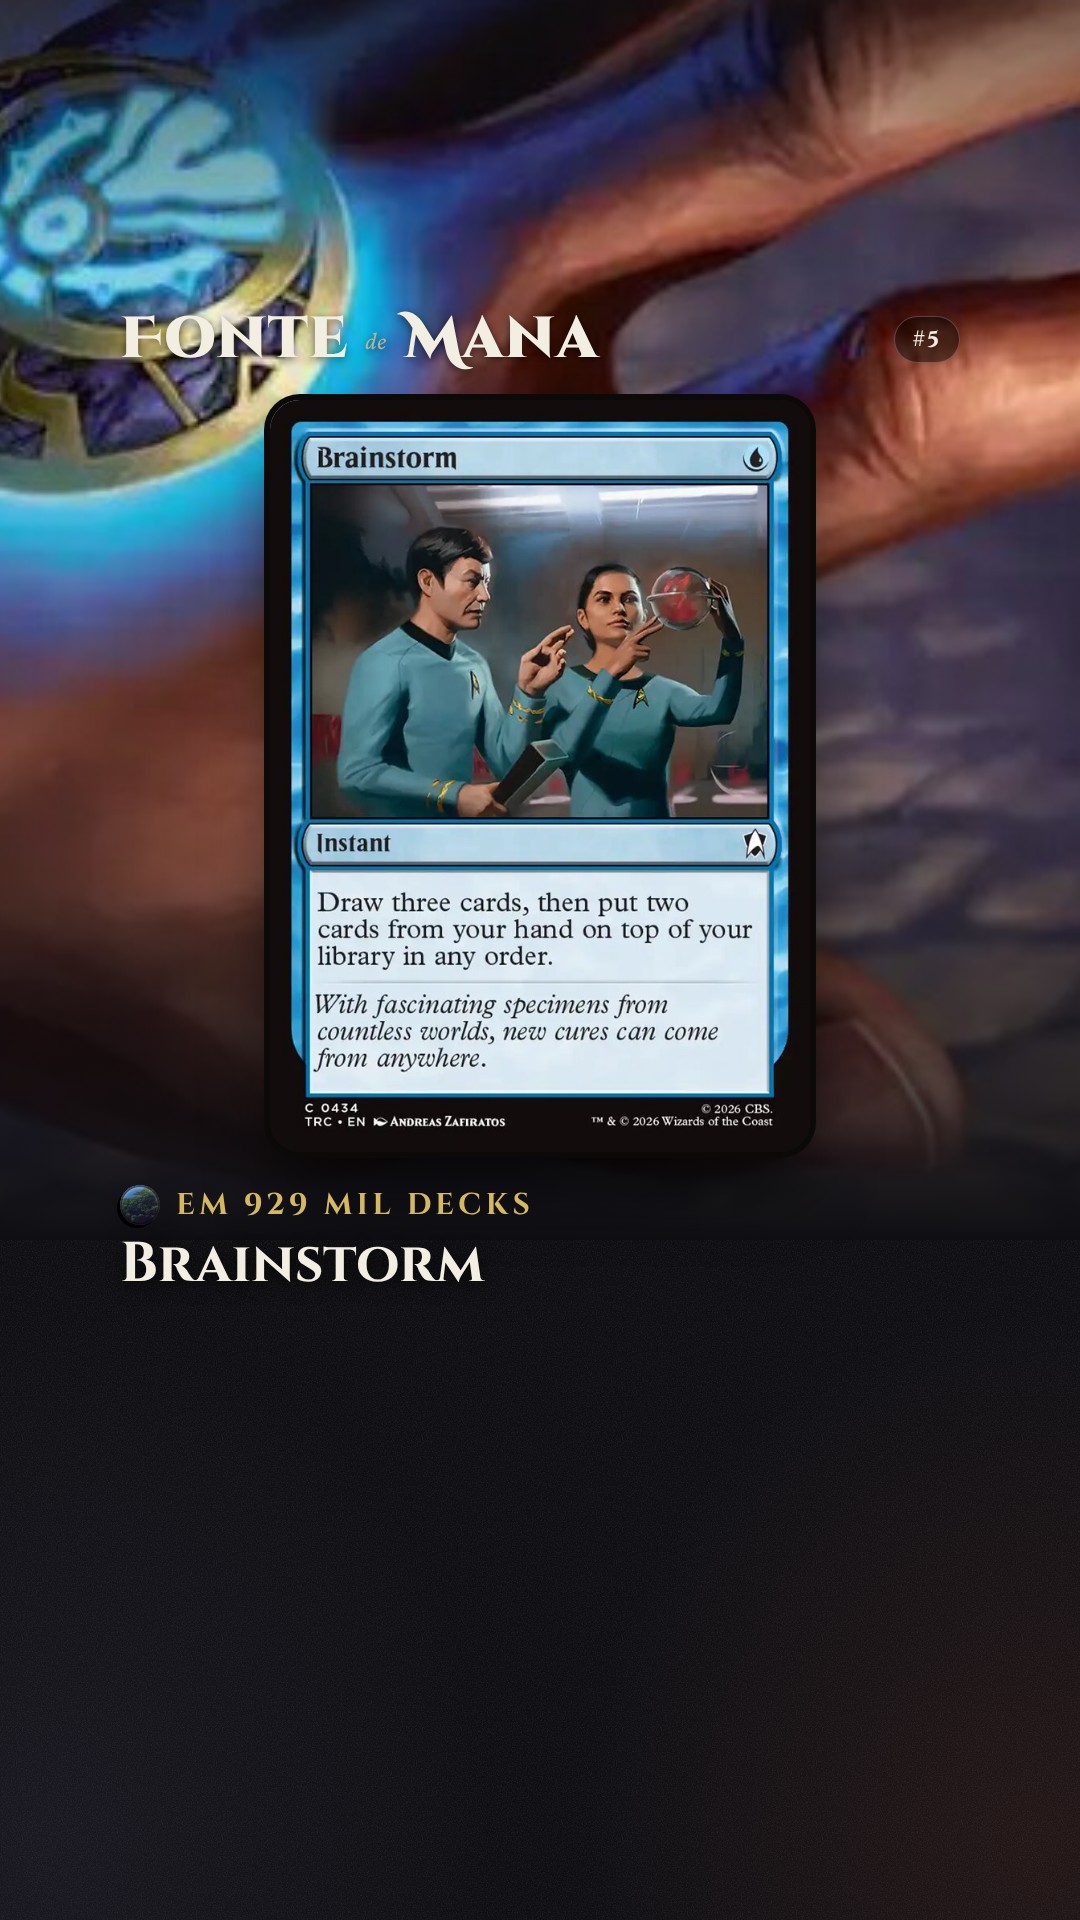 Fonte de Mana
#5
Brainstorm
Instant
Draw three cards, then put two
cards from your hand on top of your
library in any order.
With fascinating specimens from
countless worlds, new cures can come
from anywhere.
C 0434
TRC • EN Andreas Zafiratos
© 2026 CBS.
™ & © 2026 Wizards of the Coast
EM 929 MIL DECKS
Brainstorm